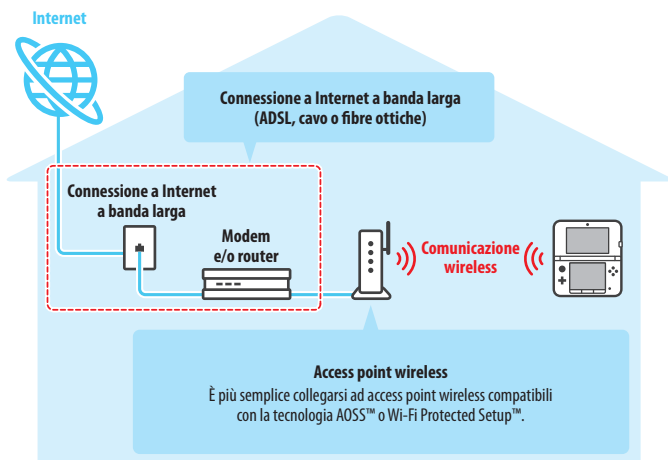 Internet
Connessione a Internet a banda larga
(ADSL, cavo o fibre ottiche)
Connessione a Internet
a banda larga
Modem
e/o router
Comunicazione
wireless
Access point wireless
È più semplice collegarsi ad access point wireless compatibili
con la tecnologia AOSS™ o Wi-Fi Protected Setup™.